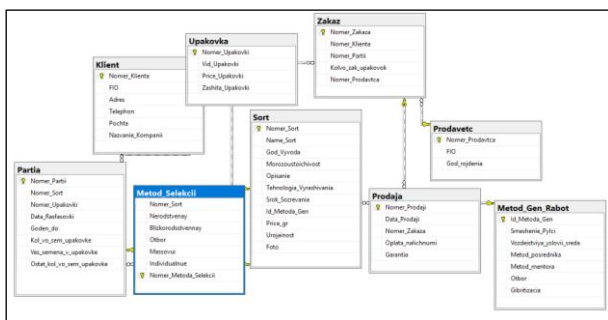 Klient
Nomer_Klienta
FIO
Adres
Telephon
Pochta
Nazvanie_Kompanii
Upakovka
Nomer_Upakovki
Vid_Upakovki
Price_Upakovki
Zashita_Upakovki
Zakaz
Nomer_Zakaza
Nomer_Klienta
Nomer_Partii
Kolvo_zak_upakovok
Nomer_Prodavtca
Sort
Nomer_Sort
Name_Sort
God_Vyvoda
Morozoustoichivost
Opisanie
Tehnologia_Vyrashivania
Srok_Sozrevania
Id_Metoda_Gen
Price_gr
Urojainost
Foto
Prodavetc
Nomer_Prodavtca
FIO
God_rojdenia
Partia
Nomer_Partii
Nomer_Sort
Nomer_Upakovki
Data_Rasfasovki
Goden_do
Kol_vo_sem_upakovke
Ves_semena_v_upakovke
Ostat_kol_vo_sem_upakovke
Metod_Selekcii
Nomer_Sort
Nerodstvenay
Bliskorodstvennay
Otbor
Massovui
Individualnue
Nomer_Metoda_Selekcii
Prodaja
Nomer_Prodaji
Data_Prodaji
Nomer_Zakaza
Oplata_nalichnumi
Garantia
Metod_Gen_Rabot
Id_Metoda_Gen
Smeshenie_Pylci
Vozdeistviya_yslovii_vreda
Metod_posrednika
Metod_mentora
Otbor
Gibritizacia